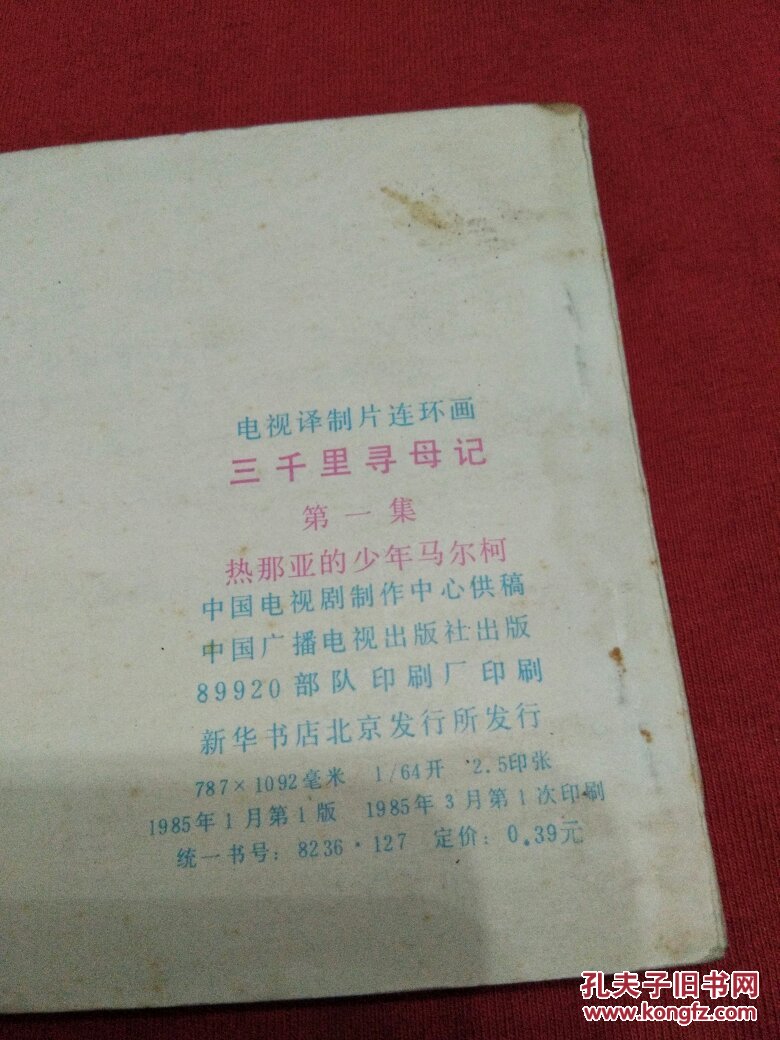 电视译制片连环画
三千里寻母记
第一集
热那亚的少年马尔柯
中国电视剧制作中心供稿
中国广播电视出版社出版
89920部队印刷厂印刷
新华书店北京发行所发行
787×1092毫米 1/64开 2.5印张
1985年1月第1版 1985年3月第1次印刷
统一书号：8236·127 定价：0.39元
孔夫子旧书网
www.kongfz.com